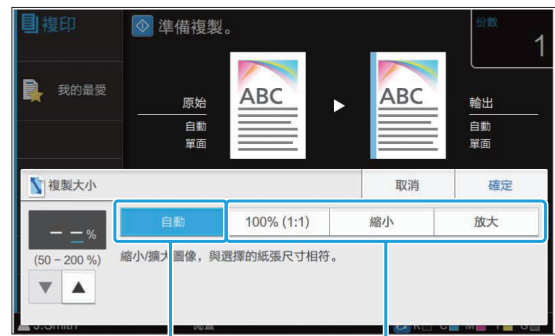 複印
準備複製。
份數
1
我的最愛
原始
自動
單面
ABC
ABC
輸出
自動
單面
複製大小
取消
確定
— — %
(50 – 200 %)
自動
100% (1:1)
縮小
放大
縮小/擴大圖像，與選擇的紙張尺寸相符。
J.Smith